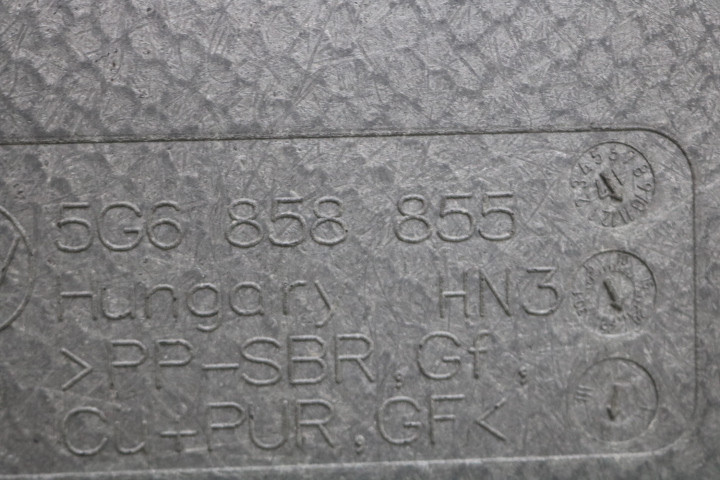 5G6 858 855
Hungary HN3
>PP-SBR,Gf,
Cu+PUR,GF<